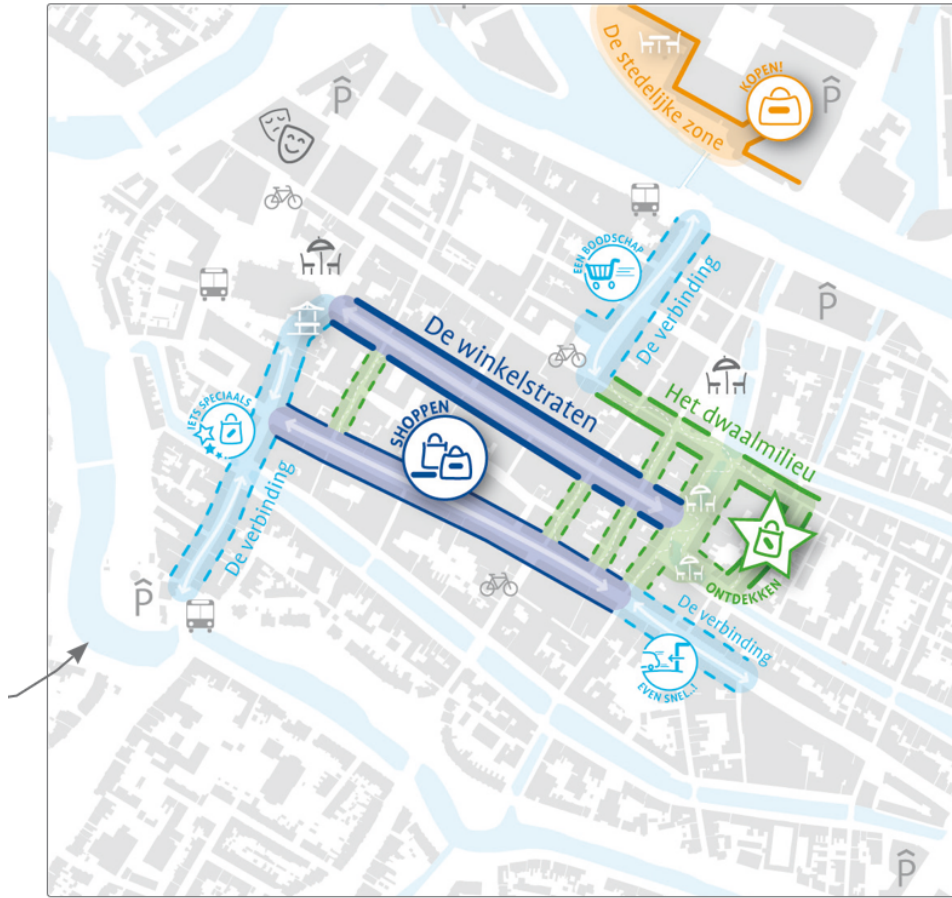 De stedelijke zone
KOPEN!
P
P
EEN BOODSCHAP
De verbinding
P
De winkelstraten
Het dwaalmilieu
IETS SPECIAALS
SHOPPEN
De verbinding
ONTDEKKEN
P
De verbinding
EVEN SNEL..!
P